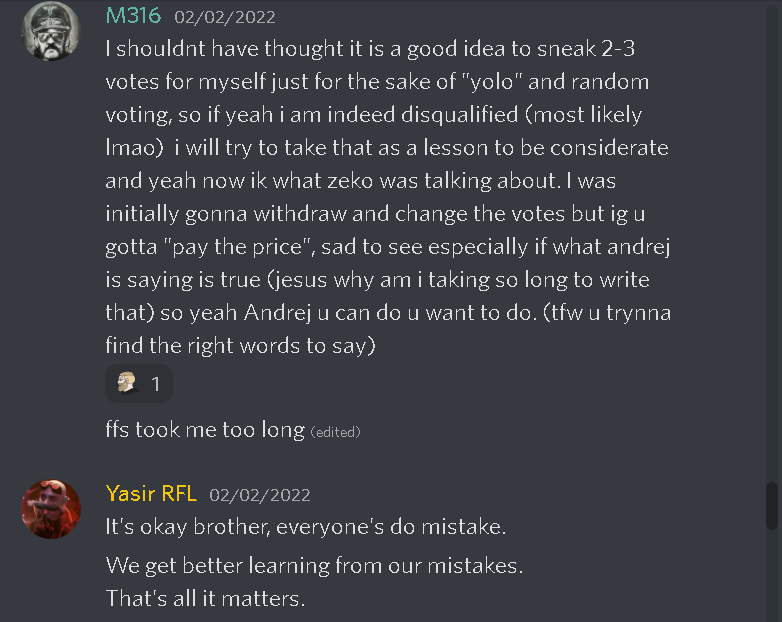 M316 02/02/2022
I shouldnt have thought it is a good idea to sneak 2-3
votes for myself just for the sake of "yolo" and random
voting, so if yeah i am indeed disqualified (most likely
lmao)  i will try to take that as a lesson to be considerate
and yeah now ik what zeko was talking about. I was
initially gonna withdraw and change the votes but ig u
gotta "pay the price", sad to see especially if what andrej
is saying is true (jesus why am i taking so long to write
that) so yeah Andrej u can do u want to do. (tfw u trynna
find the right words to say)
1
ffs took me too long (edited)
Yasir RFL 02/02/2022
It's okay brother, everyone's do mistake.
We get better learning from our mistakes.
That's all it matters.